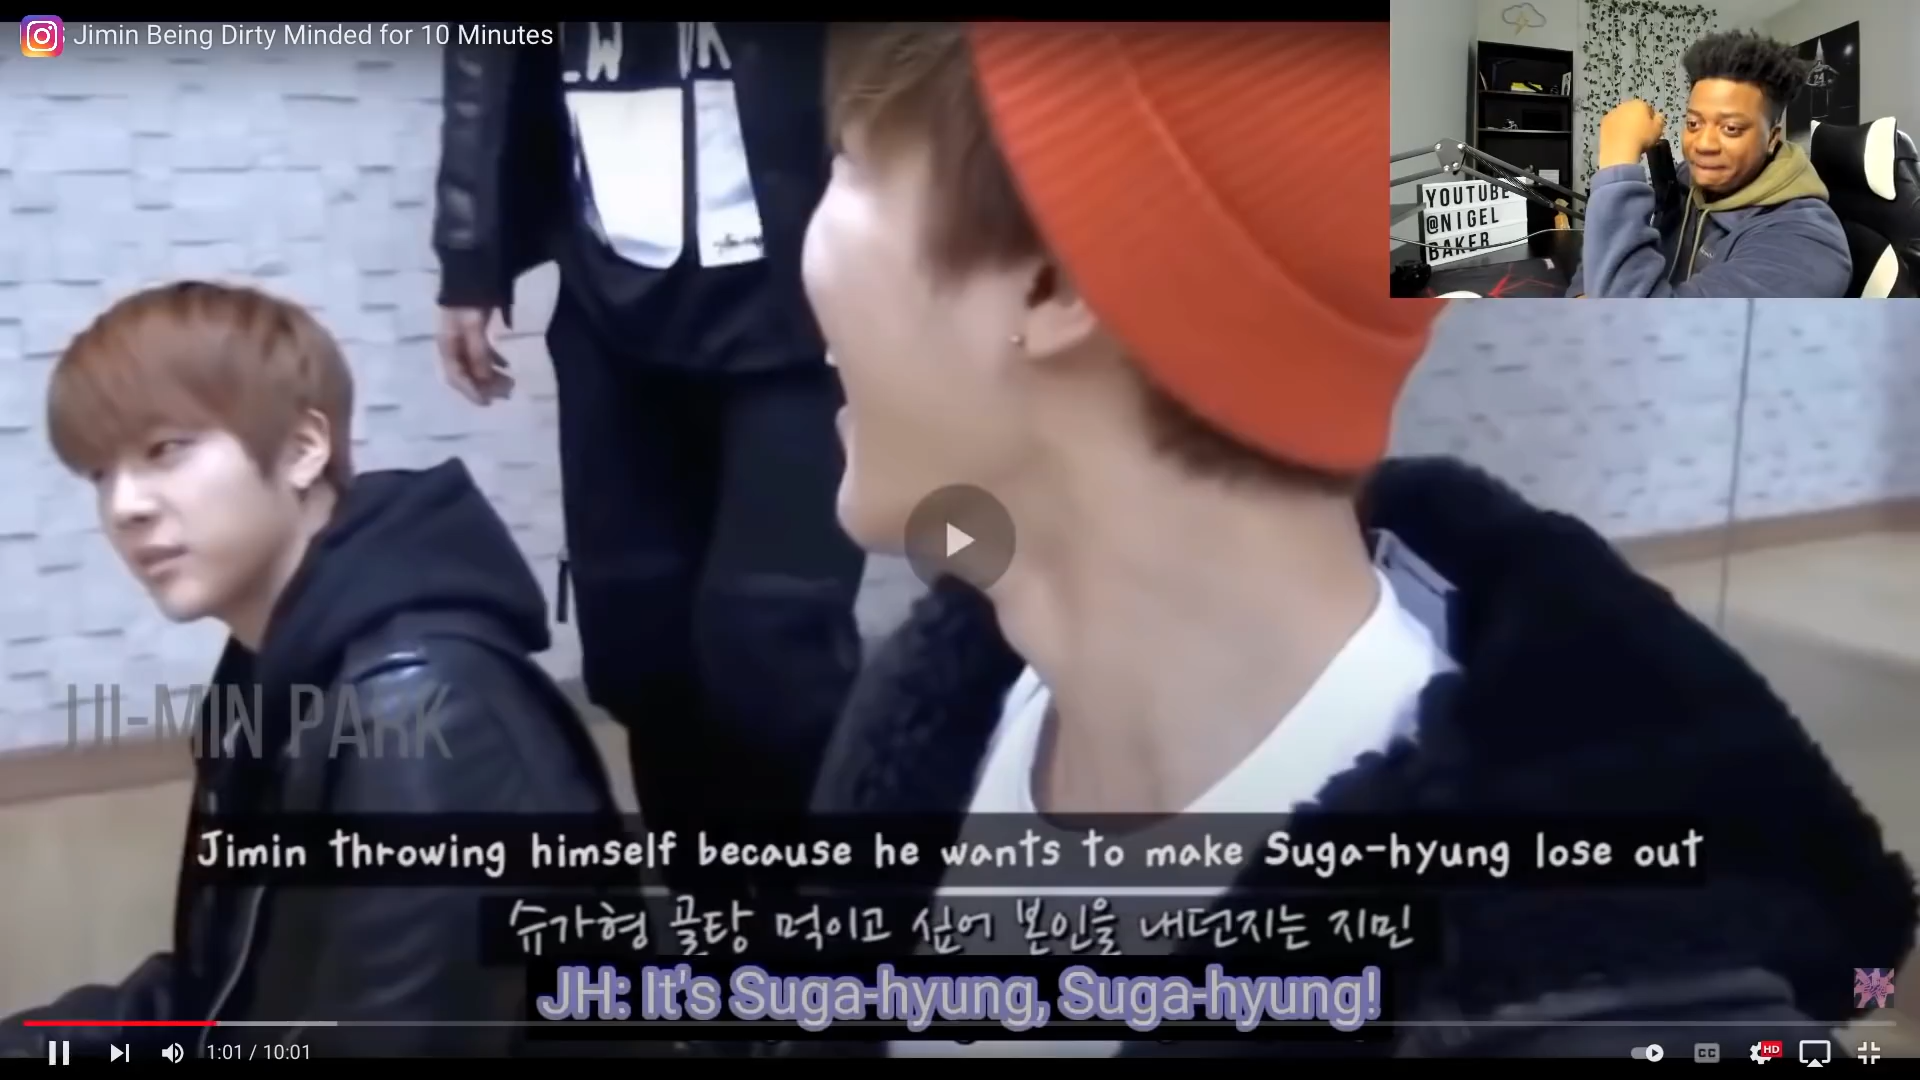 Jimin Being Dirty Minded for 10 Minutes
YOUTUBE
@NIGEL
BAKER
JII-MIN PARK
Jimin throwing himself because he wants to make Suga-hyung lose out
슈가형 골탕 먹이고 싶어 본인을 내던지는 지민
JH: It's Suga-hyung, Suga-hyung!
1:01 / 10:01
CC
HD